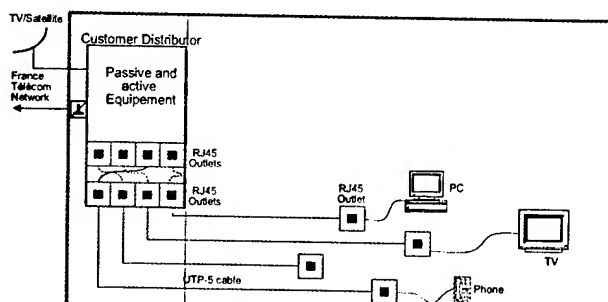 TV/Satellite
Customer Distributor
France
Télécom
Network
Passive and
active
Equipement
RJ45
Outlets
RJ45
Outlets
RJ45
Outlet
PC
TV
UTP-5 cable
Phone